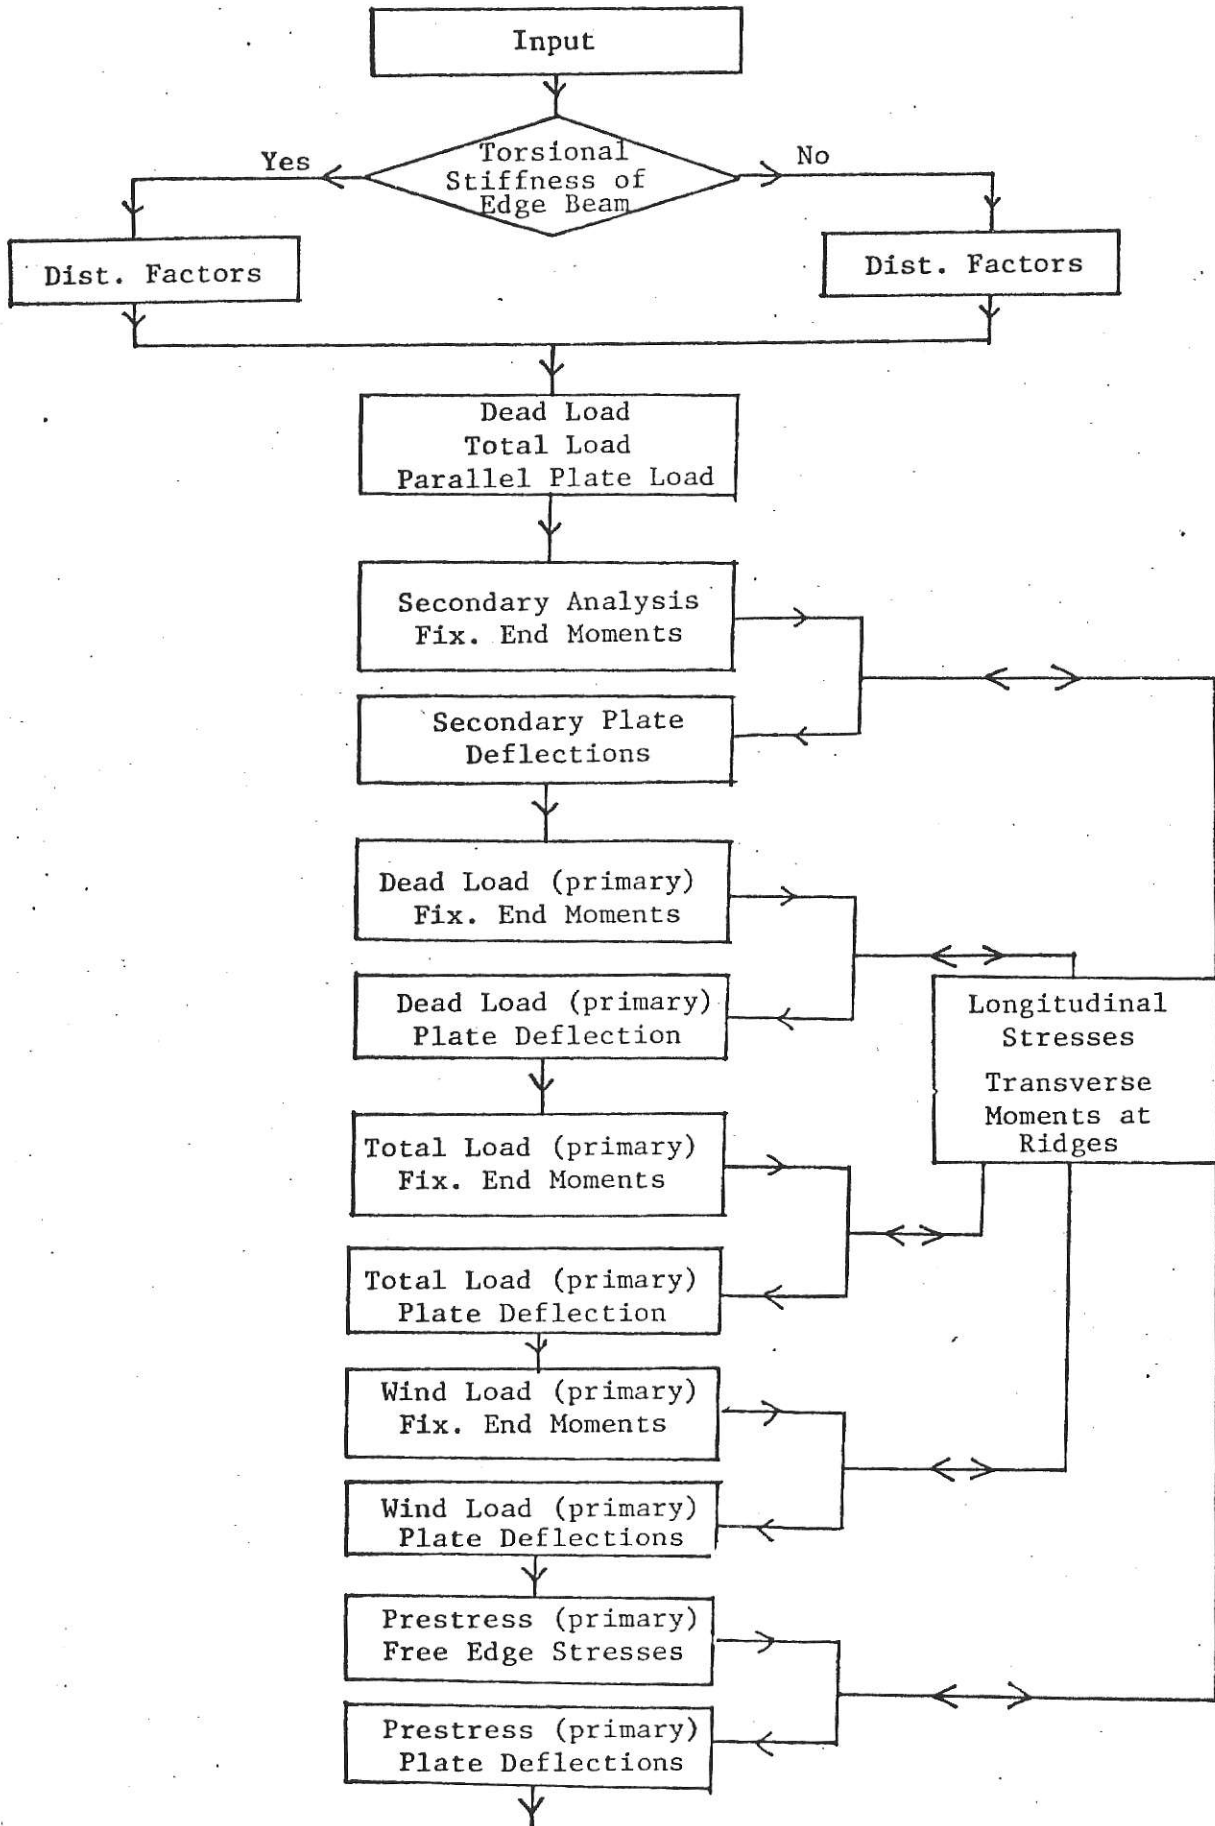 Input
Torsional
Stiffness of
Edge Beam
Yes
No
Dist. Factors
Dist. Factors
Dead Load
Total Load
Parallel Plate Load
Secondary Analysis
Fix. End Moments
Secondary Plate
Deflections
Dead Load (primary)
Fix. End Moments
Dead Load (primary)
Plate Deflection
Longitudinal
Stresses
Transverse
Moments at
Ridges
Total Load (primary)
Fix. End Moments
Total Load (primary)
Plate Deflection
Wind Load (primary)
Fix. End Moments
Wind Load (primary)
Plate Deflections
Prestress (primary)
Free Edge Stresses
Prestress (primary)
Plate Deflections